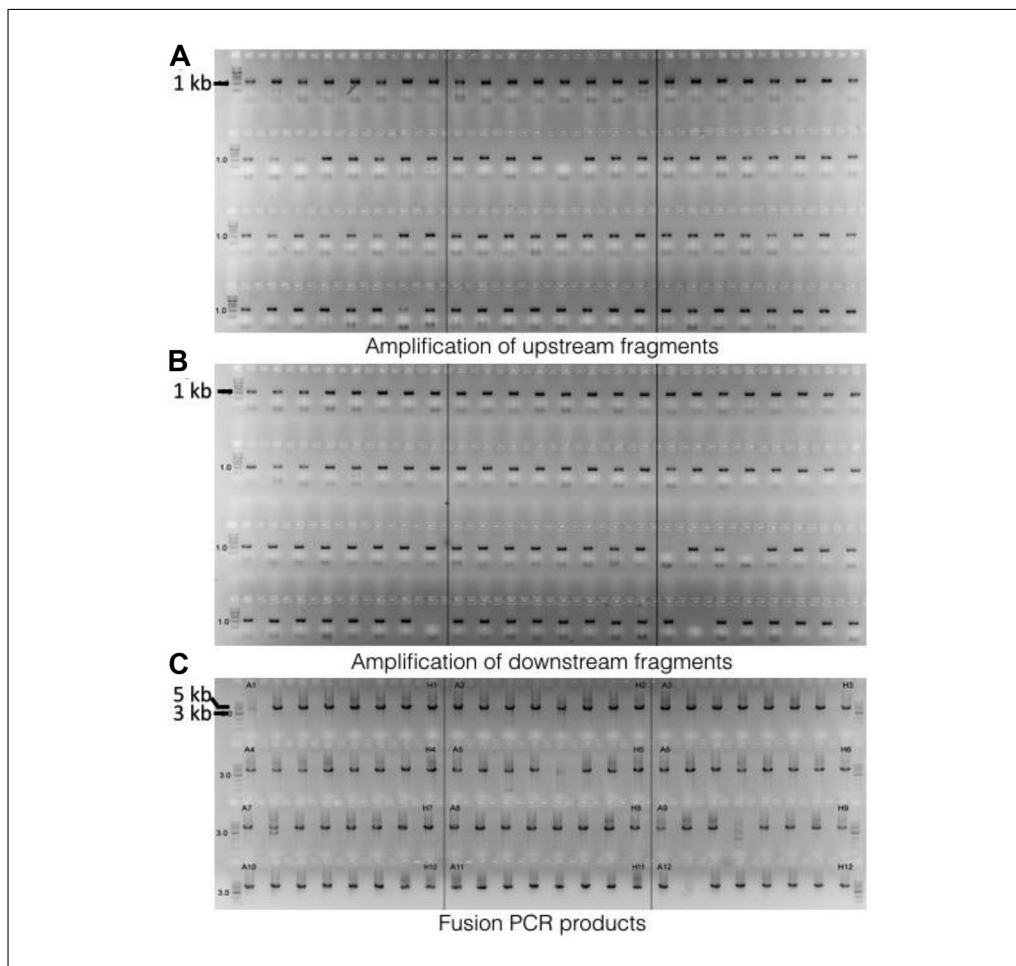 A
1 kb
1.0
1.0
1.0
Amplification of upstream fragments
B
1 kb
1.0
1.0
1.0
Amplification of downstream fragments
C
A1 H1 A2 H2 A3 H3
5 kb
3 kb
A4 H4 A5 H5 A6 H6
3.0
A7 H7 A8 H8 A9 H9
3.0
A10 H10 A11 H11 A12 H12
3.0
Fusion PCR products